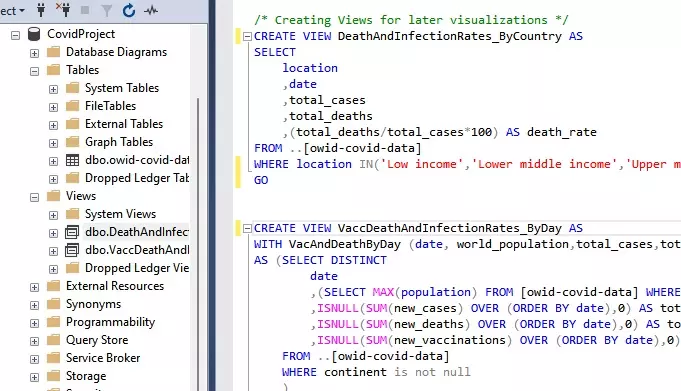 ect
CovidProject
Database Diagrams
Tables
System Tables
FileTables
External Tables
Graph Tables
dbo.owid-covid-dat
Dropped Ledger Tab
Views
System Views
dbo.DeathAndInfect
dbo.VaccDeathAndI
Dropped Ledger Vie
External Resources
Synonyms
Programmability
Query Store
Service Broker
Storage
/* Creating Views for later visualizations */
CREATE VIEW DeathAndInfectionRates_ByCountry AS
SELECT
location
,date
,total_cases
,total_deaths
,(total_deaths/total_cases*100) AS death_rate
FROM ..[owid-covid-data]
WHERE location IN('Low income','Lower middle income','Upper m
GO
CREATE VIEW VaccDeathAndInfectionRates_ByDay AS
WITH VacAndDeathByDay (date, world_population,total_cases,tot
AS (SELECT DISTINCT
date
,(SELECT MAX(population) FROM [owid-covid-data] WHERE
,ISNULL(SUM(new_cases) OVER (ORDER BY date),0) AS tot
,ISNULL(SUM(new_deaths) OVER (ORDER BY date),0) AS to
,ISNULL(SUM(new_vaccinations) OVER (ORDER BY date),0)
FROM ..[owid-covid-data]
WHERE continent is not null
)